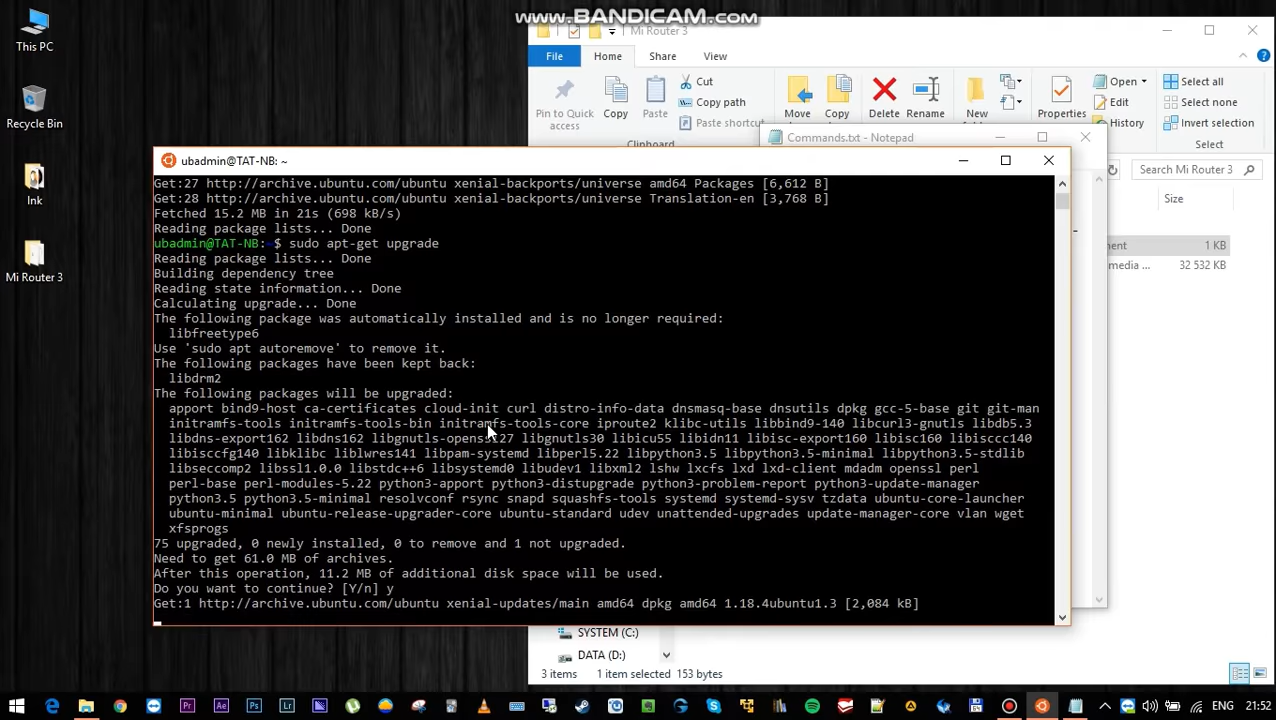 www.BANDICAM.com
This PC
Recycle Bin
Ink
Mi Router 3
Mi Router 3
File Home Share View
Pin to Quick access
Copy
Paste
Cut
Copy path
Paste shortcut
Clipboard
Move
Copy
Delete
Rename
New
Properties
Open
Edit
History
Select all
Select none
Invert selection
Select
Commands.txt - Notepad
Search Mi Router 3
Size
ment 1 KB
media ... 32 532 KB
ubadmin@TAT-NB: ~
Get:27 http://archive.ubuntu.com/ubuntu xenial-backports/universe amd64 Packages [6,612 B]
Get:28 http://archive.ubuntu.com/ubuntu xenial-backports/universe Translation-en [3,768 B]
Fetched 15.2 MB in 21s (698 kB/s)
Reading package lists... Done
ubadmin@TAT-NB:~$ sudo apt-get upgrade
Reading package lists... Done
Building dependency tree
Reading state information... Done
Calculating upgrade... Done
The following package was automatically installed and is no longer required:
libfreetype6
Use 'sudo apt autoremove' to remove it.
The following packages have been kept back:
libdrm2
The following packages will be upgraded:
apport bind9-host ca-certificates cloud-init curl distro-info-data dnsmasq-base dnsutils dpkg gcc-5-base git git-man
initramfs-tools initramfs-tools-bin initramfs-tools-core iproute2 klibc-utils libbind9-140 libcurl3-gnutls libdb5.3
libdns-export162 libdns162 libgnutls-openssl27 libgnutls30 libicu55 libidn11 libisc-export160 libisc160 libisccc140
libisccfg140 libklibc liblwres141 libpam-systemd libperl5.22 libpython3.5 libpython3.5-minimal libpython3.5-stdlib
libseccomp2 libssl1.0.0 libstdc++6 libsystemd0 libudev1 libxml2 lshw lxcfs lxd lxd-client mdadm openssl perl
perl-base perl-modules-5.22 python3-apport python3-distupgrade python3-problem-report python3-update-manager
python3.5 python3.5-minimal resolvconf rsync snapd squashfs-tools systemd systemd-sysv tzdata ubuntu-core-launcher
ubuntu-minimal ubuntu-release-upgrader-core ubuntu-standard udev unattended-upgrades update-manager-core vlan wget
xfsprogs
75 upgraded, 0 newly installed, 0 to remove and 1 not upgraded.
Need to get 61.0 MB of archives.
After this operation, 11.2 MB of additional disk space will be used.
Do you want to continue? [Y/n] y
Get:1 http://archive.ubuntu.com/ubuntu xenial-updates/main amd64 dpkg amd64 1.18.4ubuntu1.3 [2,084 kB]
SYSTEM (C:)
DATA (D:)
3 items 1 item selected 153 bytes
ENG 21:52